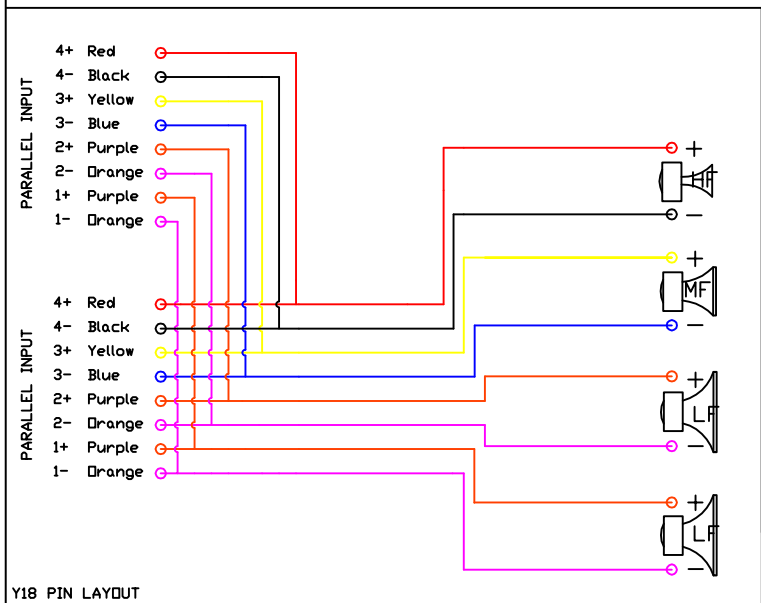 PARALLEL INPUT
4+ Red
4- Black
3+ Yellow
3- Blue
2+ Purple
2- Orange
1+ Purple
1- Orange
+
HF
-
+
MF
-
PARALLEL INPUT
4+ Red
4- Black
3+ Yellow
3- Blue
2+ Purple
2- Orange
1+ Purple
1- Orange
+
LF
-
+
LF
-
Y18 PIN LAYOUT